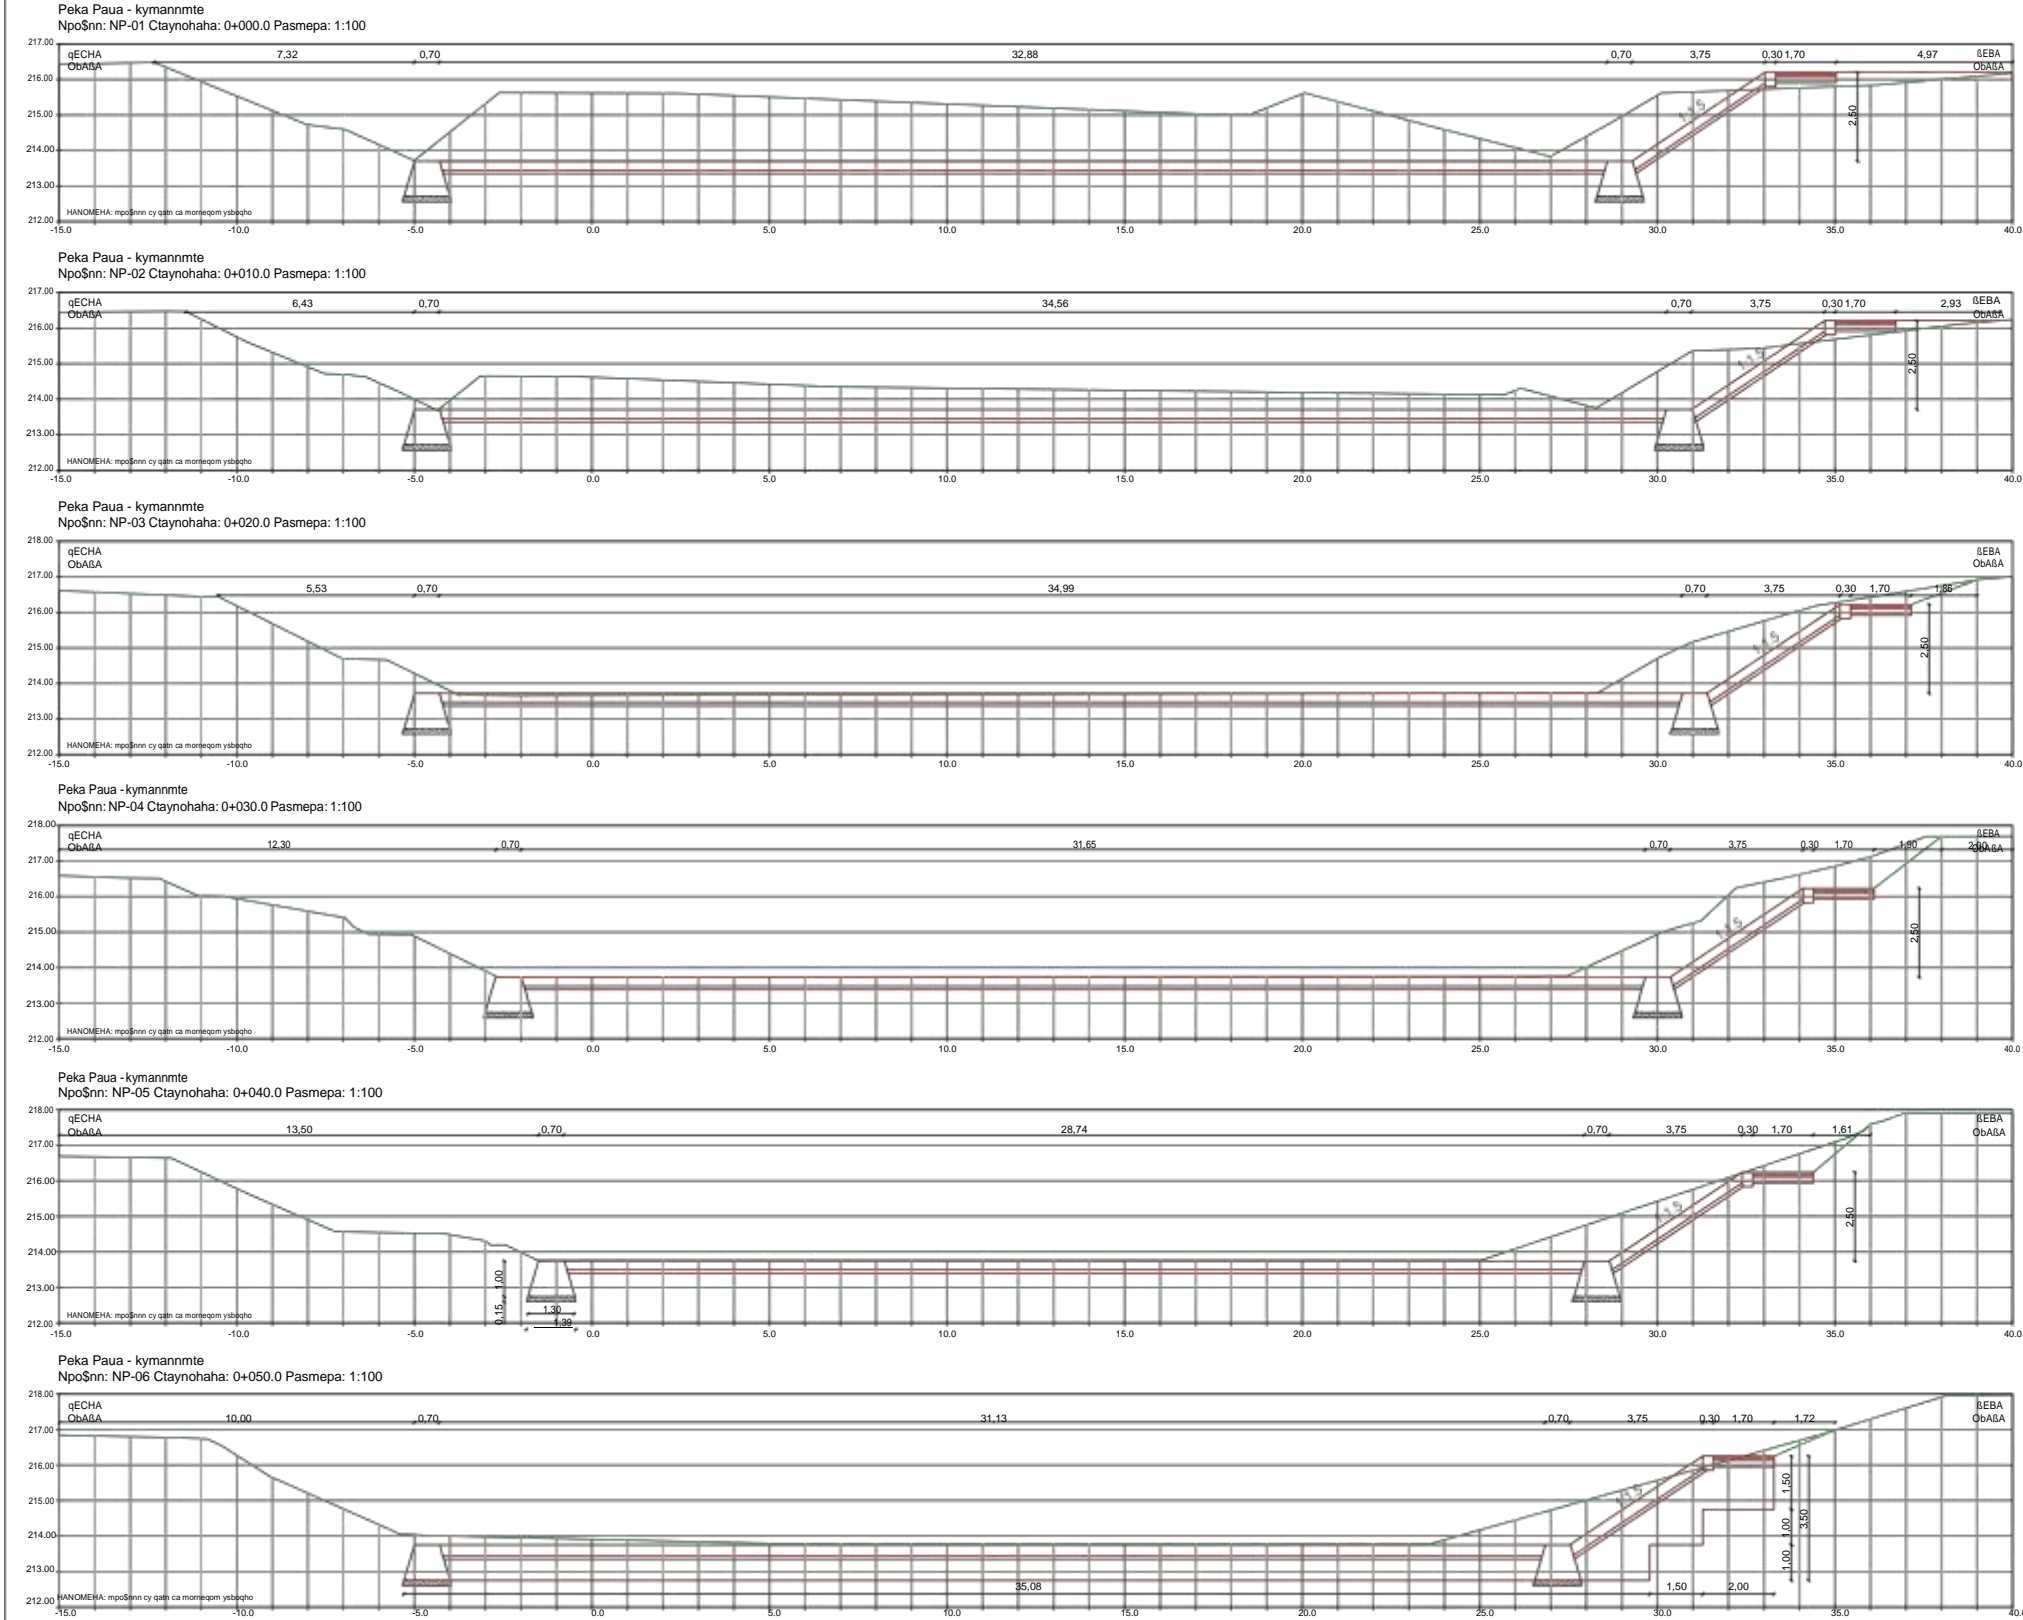 Peka Paua - kymannmte
Npo$nn: NP-01 Ctaynohaha: 0+000.0 Pasmepa: 1:100
217.00 216.00 215.00 214.00 213.00 212.00
qECHA 7,32 0,70 32,88 0,70 3,75 0,30 1,70 4,97 ßEBA
ObAßA ObAßA
1:1.5 2,50
HANOMEHA: mpo$nnn cy qatn ca morneqom ysboqho
-15.0 -10.0 -5.0 0.0 5.0 10.0 15.0 20.0 25.0 30.0 35.0 40.0
Peka Paua - kymannmte
Npo$nn: NP-02 Ctaynohaha: 0+010.0 Pasmepa: 1:100
217.00 216.00 215.00 214.00 213.00 212.00
qECHA 6,43 0,70 34,56 0,70 3,75 0,30 1,70 2,93 ßEBA
ObAßA ObAßA
1:1.5 2,50
HANOMEHA: mpo$nnn cy qatn ca morneqom ysboqho
-15.0 -10.0 -5.0 0.0 5.0 10.0 15.0 20.0 25.0 30.0 35.0 40.0
Peka Paua - kymannmte
Npo$nn: NP-03 Ctaynohaha: 0+020.0 Pasmepa: 1:100
218.00 217.00 216.00 215.00 214.00 213.00 212.00
qECHA ßEBA
ObAßA ObAßA
5,53 0,70 34,99 0,70 3,75 0,30 1,70 1,86
1:1.5 2,50
HANOMEHA: mpo$nnn cy qatn ca morneqom ysboqho
-15.0 -10.0 -5.0 0.0 5.0 10.0 15.0 20.0 25.0 30.0 35.0 40.0
Peka Paua - kymannmte
Npo$nn: NP-04 Ctaynohaha: 0+030.0 Pasmepa: 1:100
218.00 217.00 216.00 215.00 214.00 213.00 212.00
qECHA ßEBA
ObAßA 12,30 0,70 31,65 0,70 3,75 0,30 1,70 1,90 2,00 ObAßA
1:1.5 2,50
HANOMEHA: mpo$nnn cy qatn ca morneqom ysboqho
-15.0 -10.0 -5.0 0.0 5.0 10.0 15.0 20.0 25.0 30.0 35.0 40.0
Peka Paua - kymannmte
Npo$nn: NP-05 Ctaynohaha: 0+040.0 Pasmepa: 1:100
218.00 217.00 216.00 215.00 214.00 213.00 212.00
qECHA ßEBA
ObAßA 13,50 0,70 28,74 0,70 3,75 0,30 1,70 1,61 ObAßA
1:1.5 2,50
1,00 0,15 1,30 1,39
HANOMEHA: mpo$nnn cy qatn ca morneqom ysboqho
-15.0 -10.0 -5.0 0.0 5.0 10.0 15.0 20.0 25.0 30.0 35.0 40.0
Peka Paua - kymannmte
Npo$nn: NP-06 Ctaynohaha: 0+050.0 Pasmepa: 1:100
218.00 217.00 216.00 215.00 214.00 213.00 212.00
qECHA ßEBA
ObAßA 10,00 0,70 31,13 0,70 3,75 0,30 1,70 1,72 ObAßA
1:1.5 1,50 1,00 3,50 1,00
35,08 1,50 2,00
HANOMEHA: mpo$nnn cy qatn ca morneqom ysboqho
-15.0 -10.0 -5.0 0.0 5.0 10.0 15.0 20.0 25.0 30.0 35.0 40.0